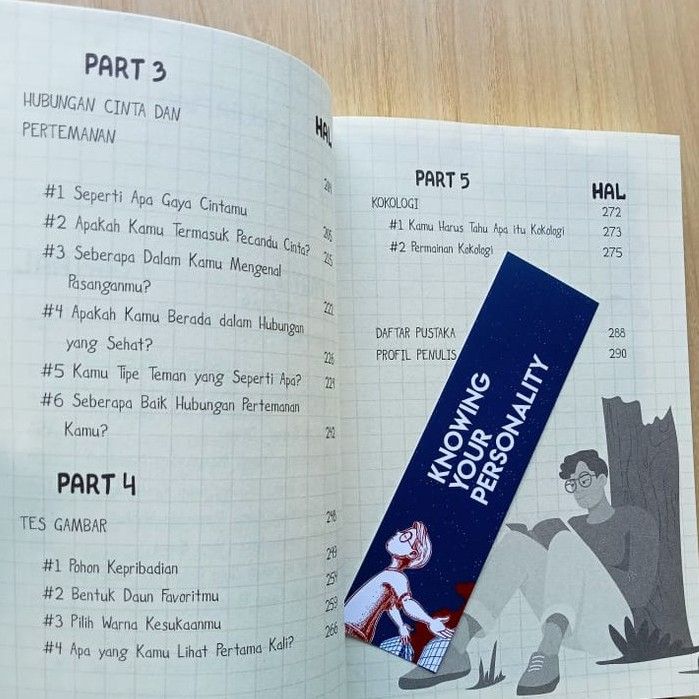 PART 3
HUBUNGAN CINTA DAN
PERTEMANAN
HAL
#1 Seperti Apa Gaya Cintamu
#2 Apakah Kamu Termasuk Pecandu Cinta?
#3 Seberapa Dalam Kamu Mengenal
Pasanganmu?
#4 Apakah Kamu Berada dalam Hubungan
yang Sehat?
#5 Kamu Tipe Teman yang Seperti Apa?
#6 Seberapa Baik Hubungan Pertemanan
Kamu?
PART 4
TES GAMBAR
#1 Pohon Kepribadian
#2 Bentuk Daun Favoritmu
#3 Pilih Warna Kesukaanmu 259
#4 Apa yang Kamu Lihat Pertama Kali? 266
PART 5
HAL
KOKOLOGI 272
#1 Kamu Harus Tahu Apa itu Kokologi 273
#2 Permainan Kokologi 275
DAFTAR PUSTAKA 288
PROFIL PENULIS 290
KNOWING
YOUR
PERSONALITY